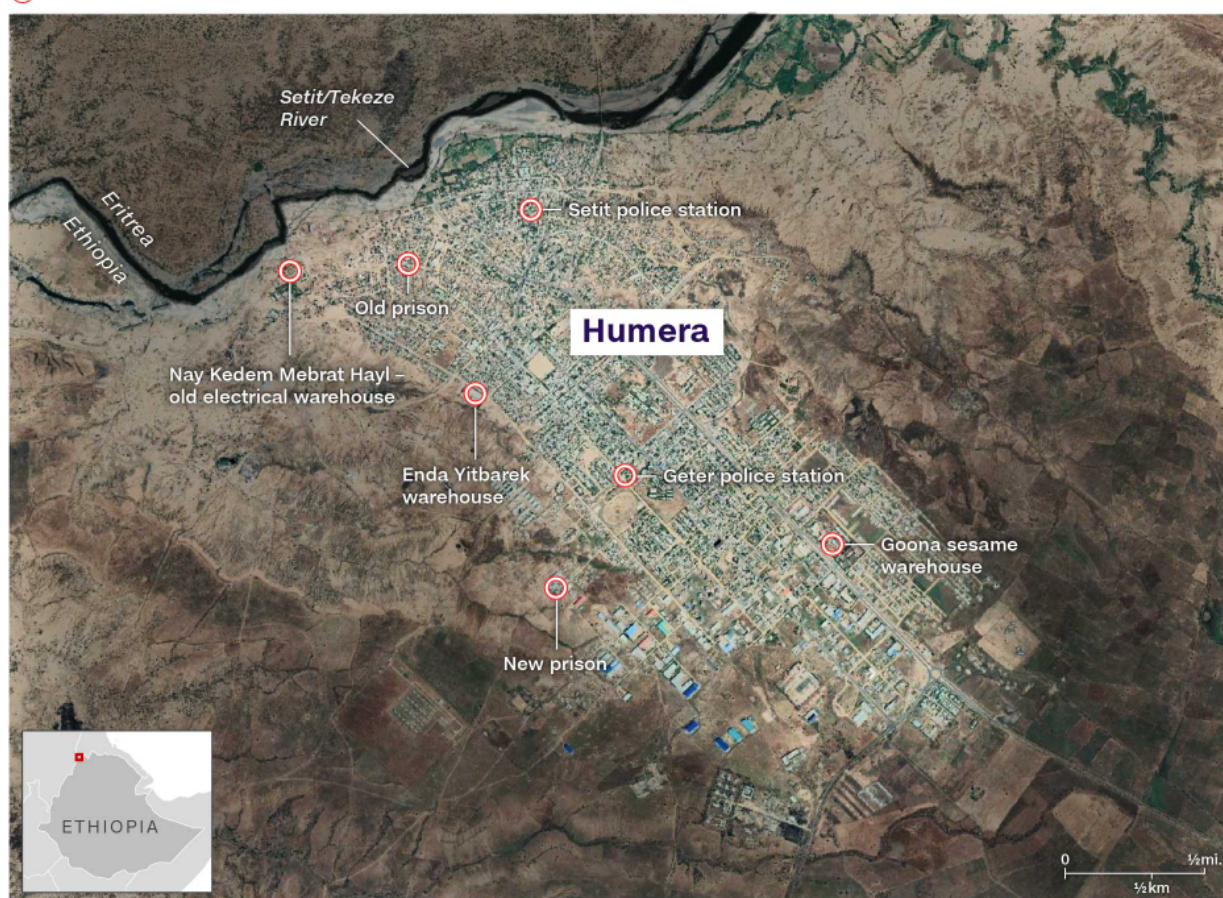 Setit/Tekeze
River
Eritrea
Ethiopia
Setit police station
Old prison
Humera
Nay Kedem Mebrat Hayl –
old electrical warehouse
Enda Yitbarek
warehouse
Geter police station
Goona sesame
warehouse
New prison
ETHIOPIA
0
½mi.
½km